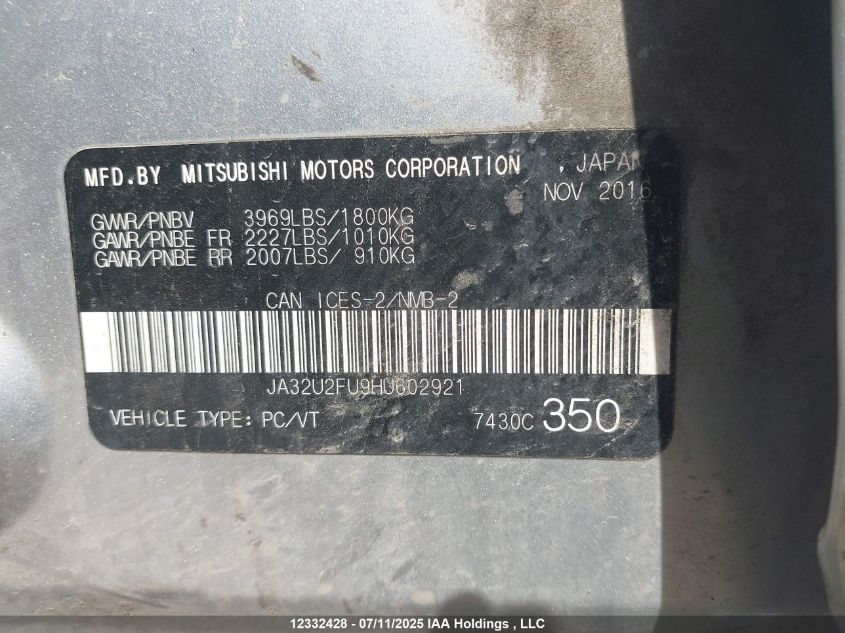 MFD.BY MITSUBISHI MOTORS CORPORATION , JAPAN
NOV 2016
GVWR/PNBV 3969LBS/1800KG
GAWR/PNBE FR 2227LBS/1010KG
GAWR/PNBE RR 2007LBS/ 910KG
CAN ICES-2/NMB-2
JA32U2FU9HU602921
VEHICLE TYPE: PC/VT 7430C 350
12332428 - 07/11/2025 IAA Holdings , LLC